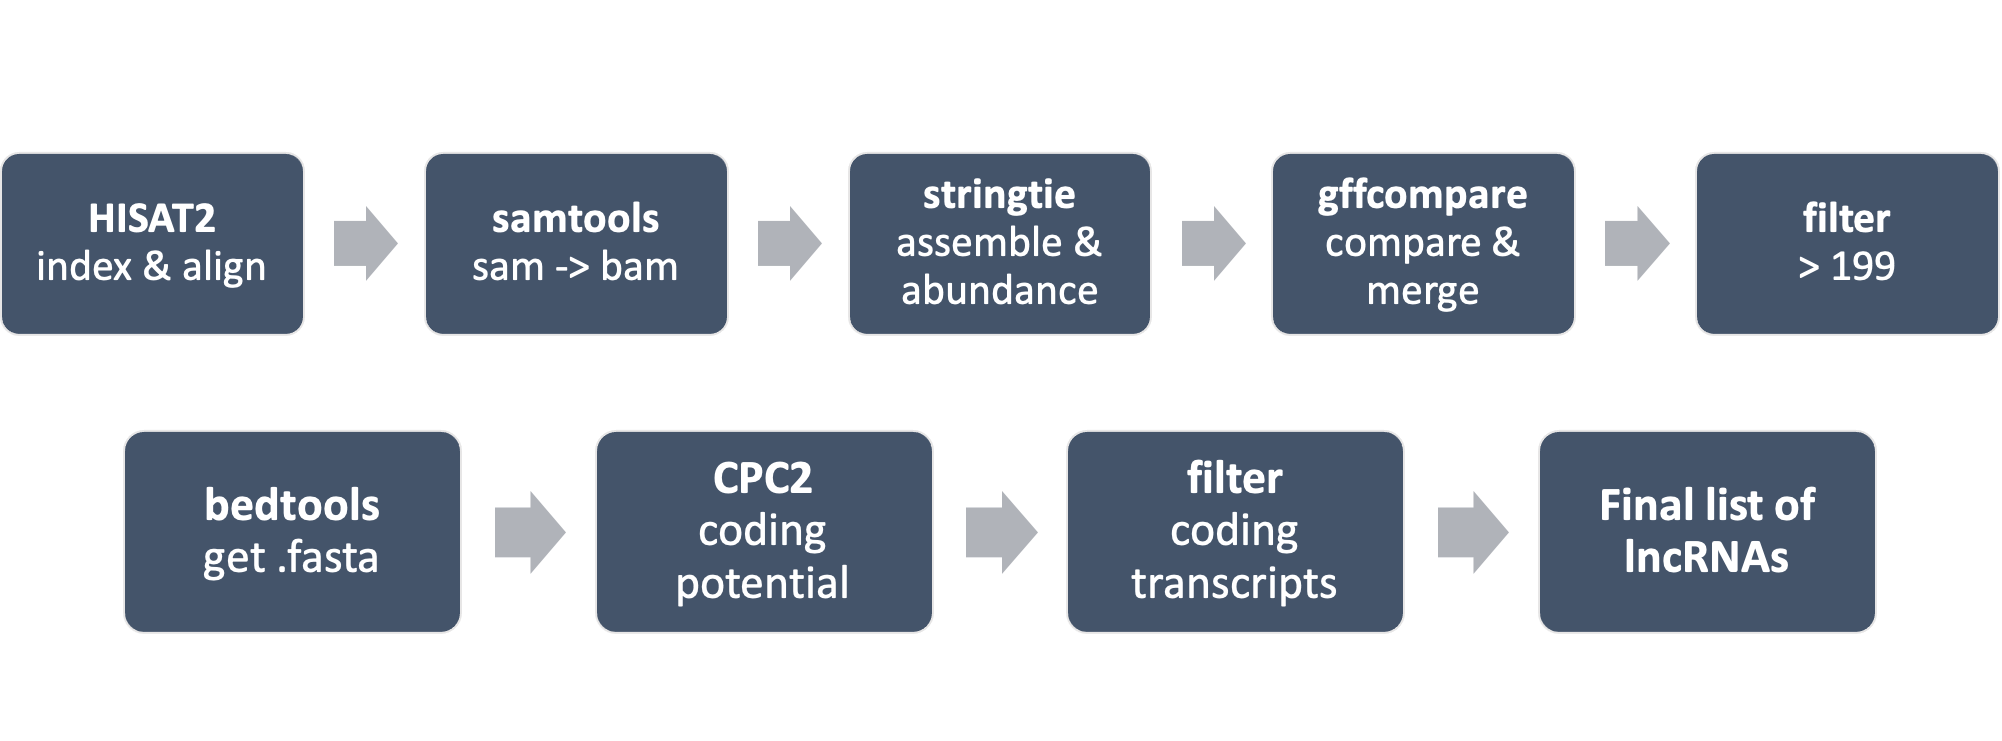 HISAT2
index & align
samtools
sam -> bam
stringtie
assemble &
abundance
gffcompare
compare &
merge
filter
> 199
bedtools
get .fasta
CPC2
coding
potential
filter
coding
transcripts
Final list of
lncRNAs